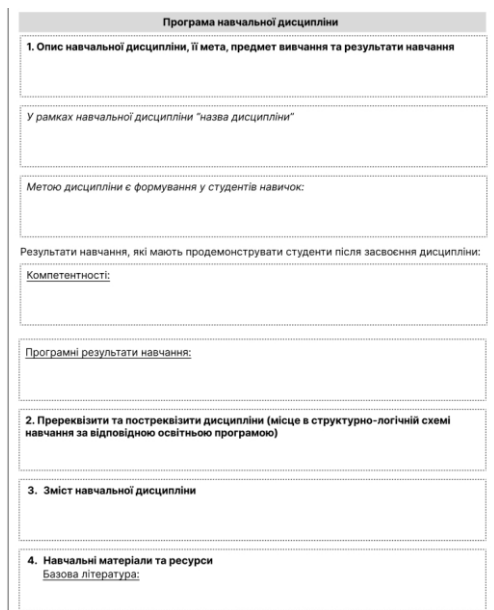 Програма навчальної дисципліни
1. Опис навчальної дисципліни, її мета, предмет вивчання та результати навчання
У рамках навчальної дисципліни "назва дисципліни"
Метою дисципліни є формування у студентів навичок:
Результати навчання, які мають продемонструвати студенти після засвоєння дисципліни:
Компетентності:
Програмні результати навчання:
2. Пререквізити та постреквізити дисципліни (місце в структурно-логічній схемі
навчання за відповідною освітньою програмою)
3. Зміст навчальної дисципліни
4. Навчальні матеріали та ресурси
Базова література: